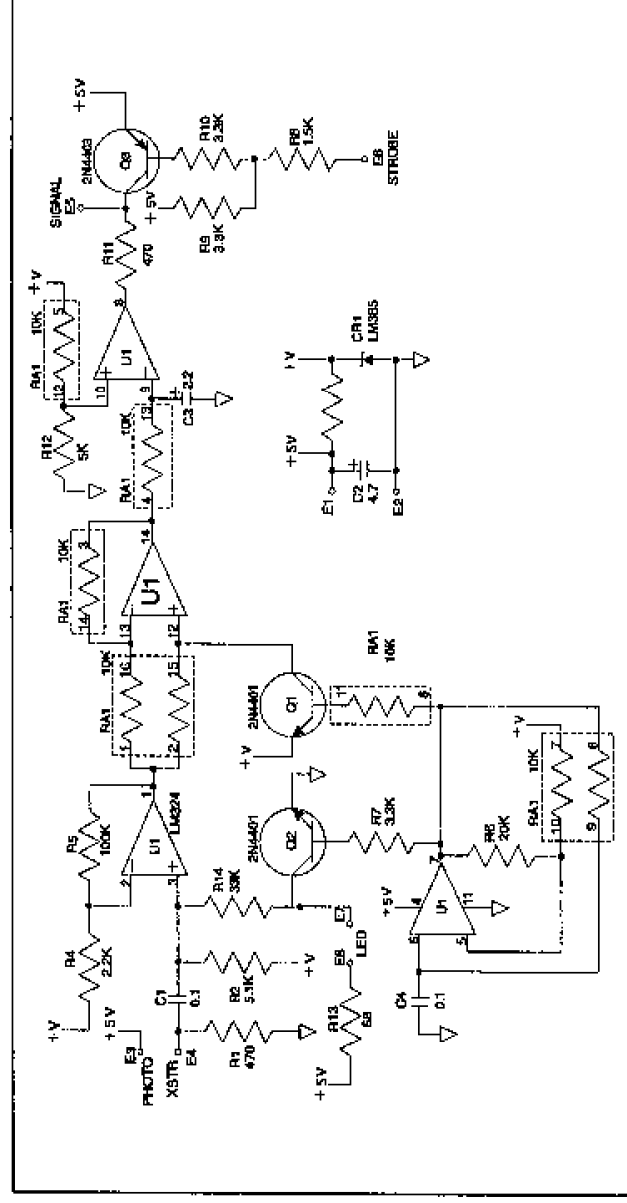 +V
R4
2.2K
R5
100K
+5V
E3
PHOTO
XSTR
E4
C1
0.1
R1
470
R2
5.1K
+V
R14
33K
2
3
1
U1
LM324
RA1
10K
1
16
2
15
13
12
14
U1
RA1
10K
14
3
RA1
10K
4
13
C3
2.2
+
R12
5K
RA1
10K
12
5
+V
10
9
8
U1
R11
470
SIGNAL
E5
2N4403
Q3
+5V
+5V
R9
3.3K
R10
3.3K
R8
1.5K
STROBE
+5V
R13
68
LED
E7
2N4401
Q2
R7
3.3K
+V
2N4401
Q1
11
RA1
10K
+5V
+V
E1
C2
4.7
+
E2
CR1
LM385
C4
0.1
6
5
+5V
4
7
U1
11
R6
20K
RA1
10K
10
7
9
8
+V